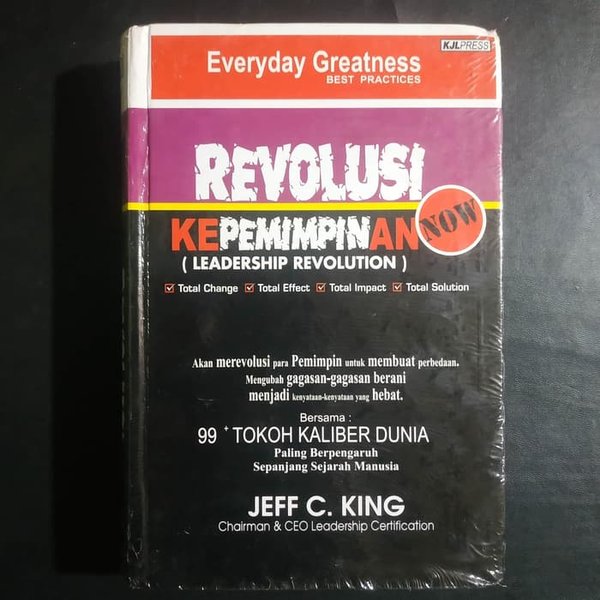 KJLPRESS
Everyday Greatness
BEST PRACTICES
REVOLUSI
KEPEMIMPINAN NOW
( LEADERSHIP REVOLUTION )
Total Change Total Effect Total Impact Total Solution
Akan merevolusi para Pemimpin untuk membuat perbedaan.
Mengubah gagasan-gagasan berani
menjadi kenyataan-kenyataan yang hebat.
Bersama :
99 + TOKOH KALIBER DUNIA
Paling Berpengaruh
Sepanjang Sejarah Manusia
JEFF C. KING
Chairman & CEO Leadership Certification